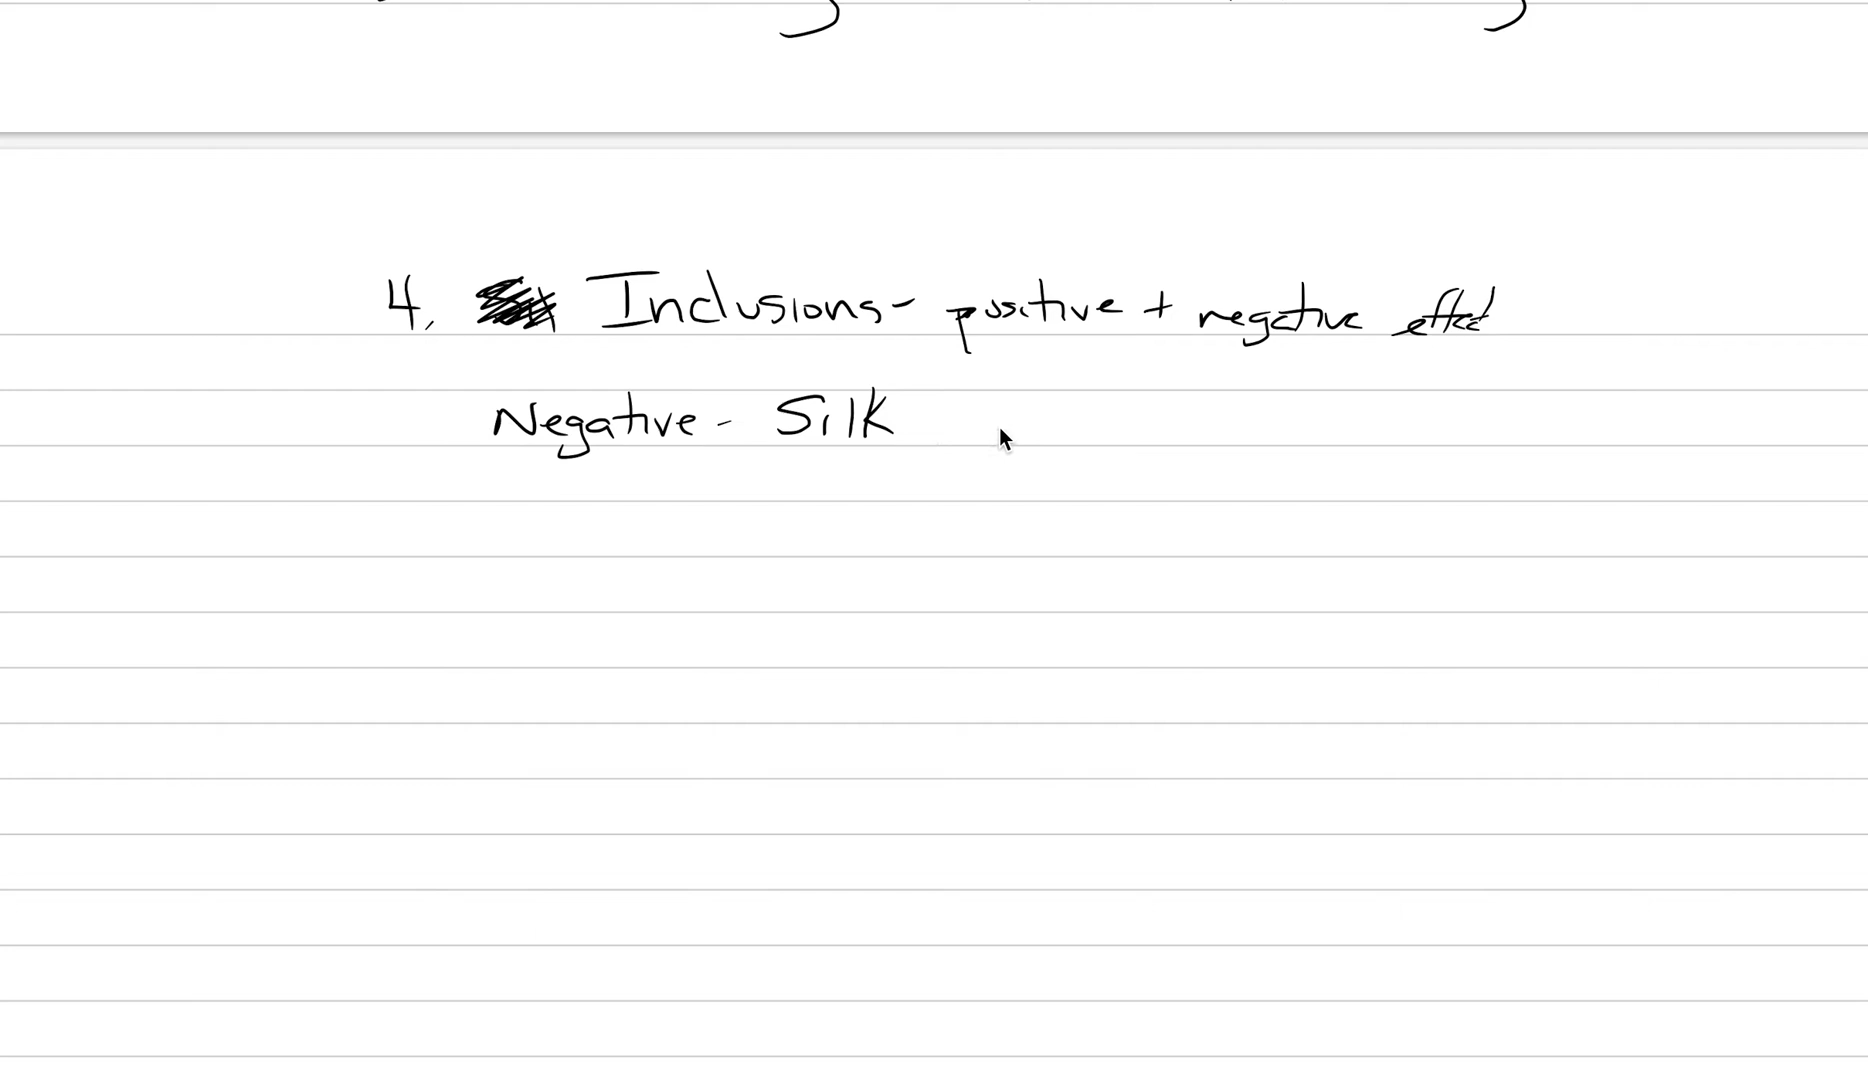 4. Inclusions - positive + negative effect
Negative - Silk